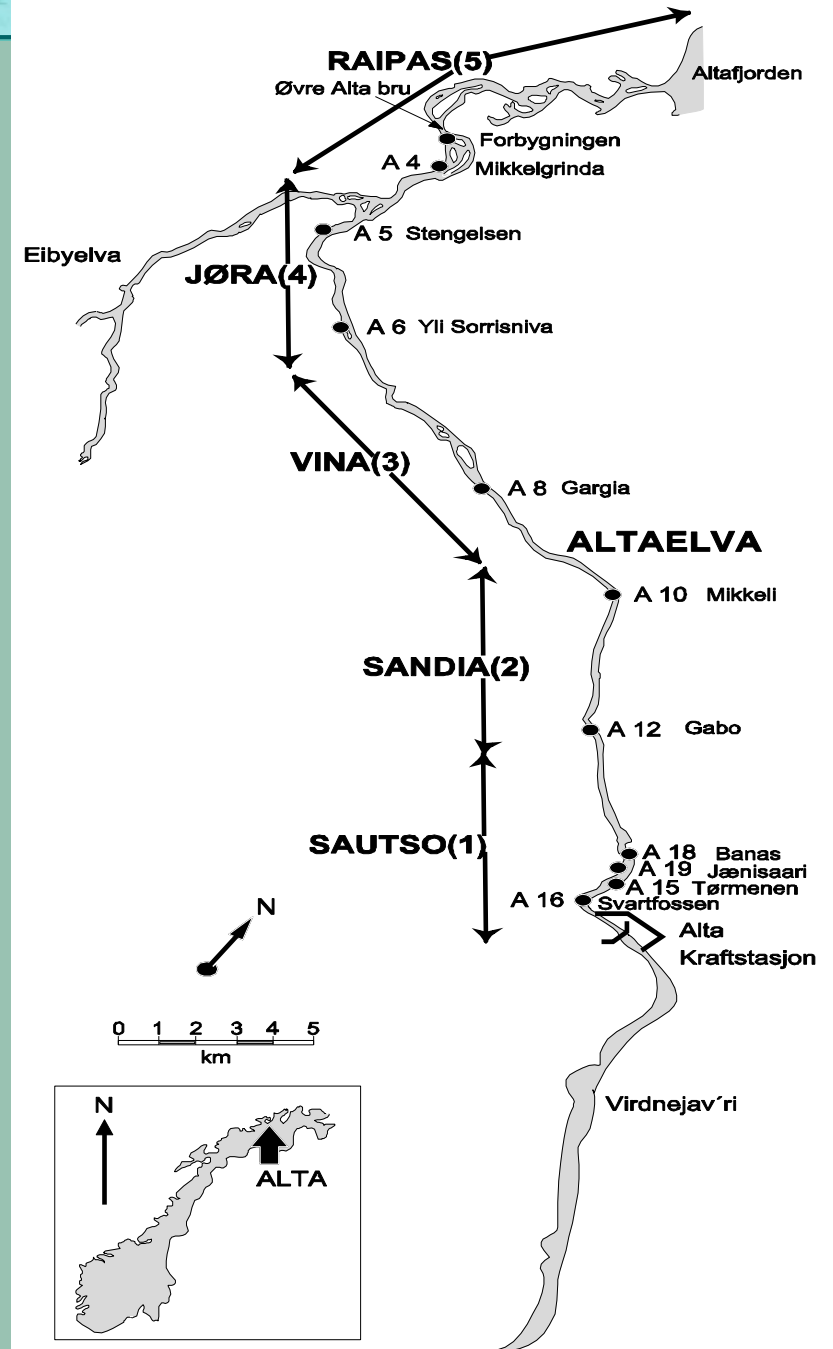 RAIPAS(5)
Altafjorden
Øvre Alta bru
Forbygningen
A 4
Mikkelgrinda
A 5 Stengelsen
Eibyelva
JØRA(4)
A 6 Yli Sorrisniva
VINA(3)
A 8 Gargia
ALTAELVA
A 10 Mikkeli
SANDIA(2)
A 12 Gabo
SAUTSO(1)
A 18 Banas
A 19 Jænisaari
A 15 Tørmenen
A 16 Svartfossen
N
Alta
Kraftstasjon
0 1 2 3 4 5
km
Virdnejav´ri
N
ALTA